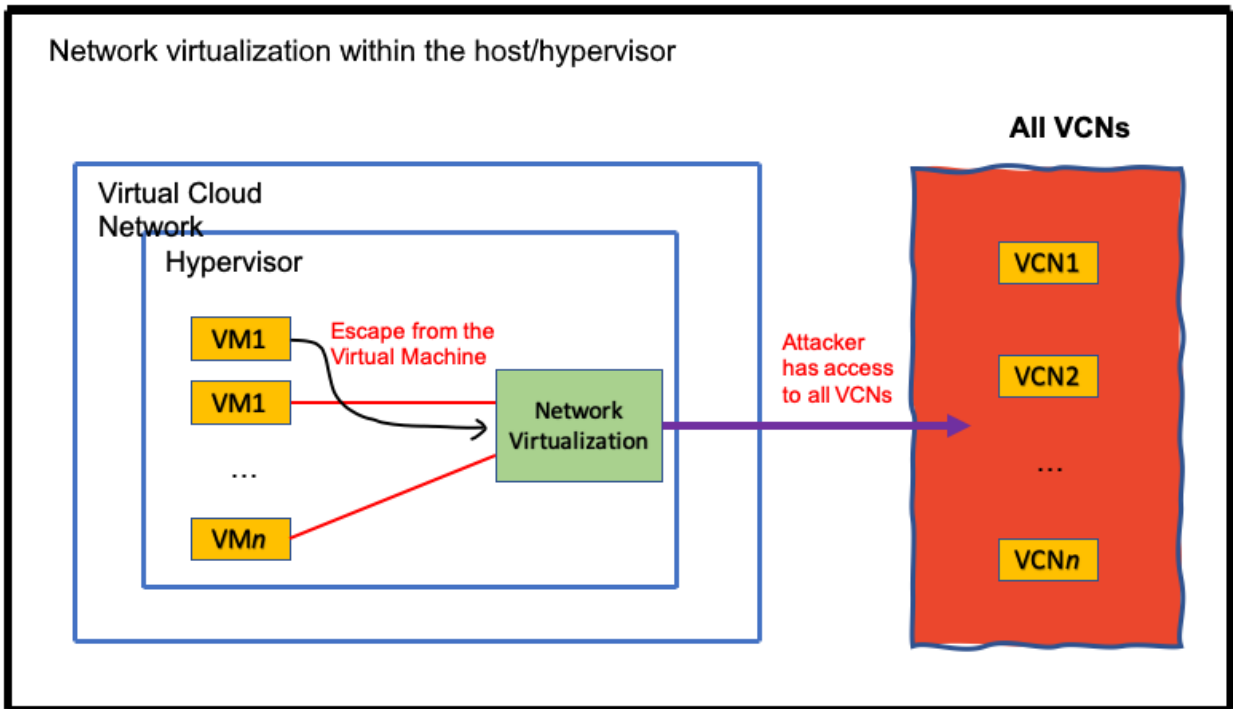 Network virtualization within the host/hypervisor
All VCNs
Virtual Cloud
Network
Hypervisor
VM1
Escape from the
Virtual Machine
VM1
...
VMn
Network
Virtualization
Attacker
has access
to all VCNs
VCN1
VCN2
...
VCNn